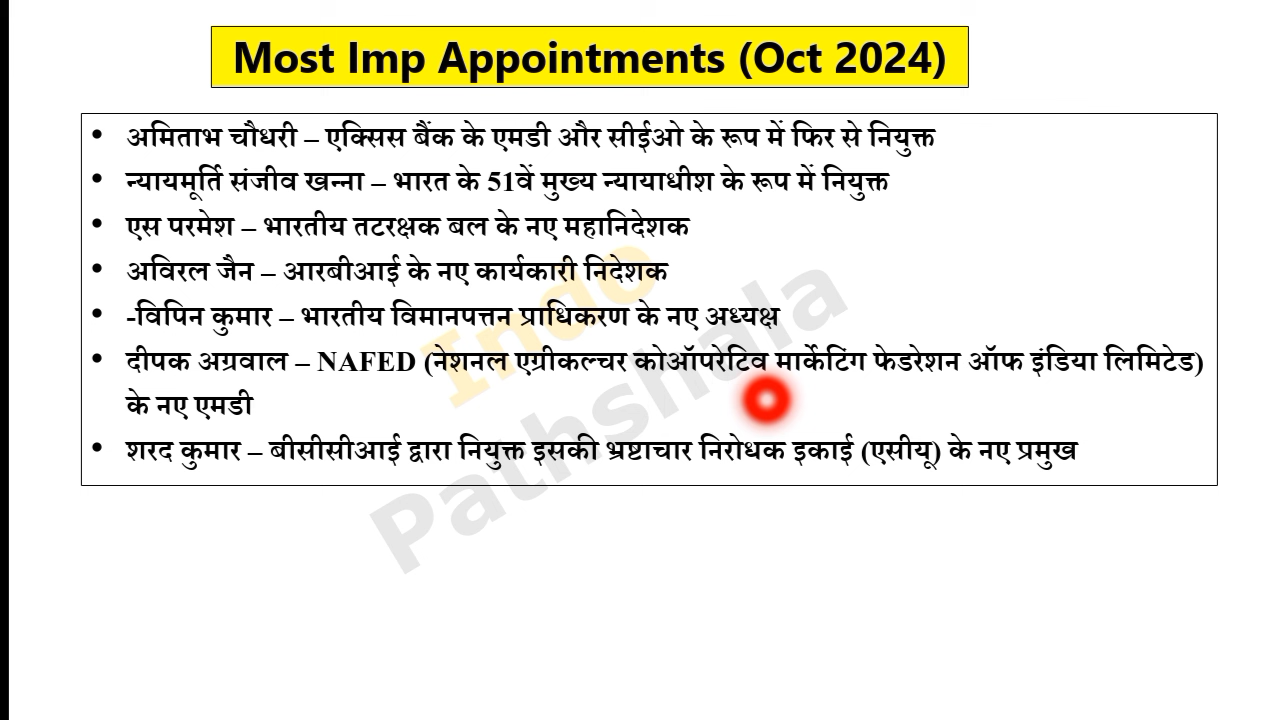 Most Imp Appointments (Oct 2024)
• अमिताभ चौधरी – एक्सिस बैंक के एमडी और सीईओ के रूप में फिर से नियुक्त
• न्यायमूर्ति संजीव खन्ना – भारत के 51वें मुख्य न्यायाधीश के रूप में नियुक्त
• एस परमेश – भारतीय तटरक्षक बल के नए महानिदेशक
• अविरल जैन – आरबीआई के नए कार्यकारी निदेशक
• -विपिन कुमार – भारतीय विमानपत्तन प्राधिकरण के नए अध्यक्ष
• दीपक अग्रवाल – NAFED (नेशनल एग्रीकल्चर कोऑपरेटिव मार्केटिंग फेडरेशन ऑफ इंडिया लिमिटेड)
के नए एमडी
• शरद कुमार – बीसीसीआई द्वारा नियुक्त इसकी भ्रष्टाचार निरोधक इकाई (एसीयू) के नए प्रमुख
Indo
Pathshala